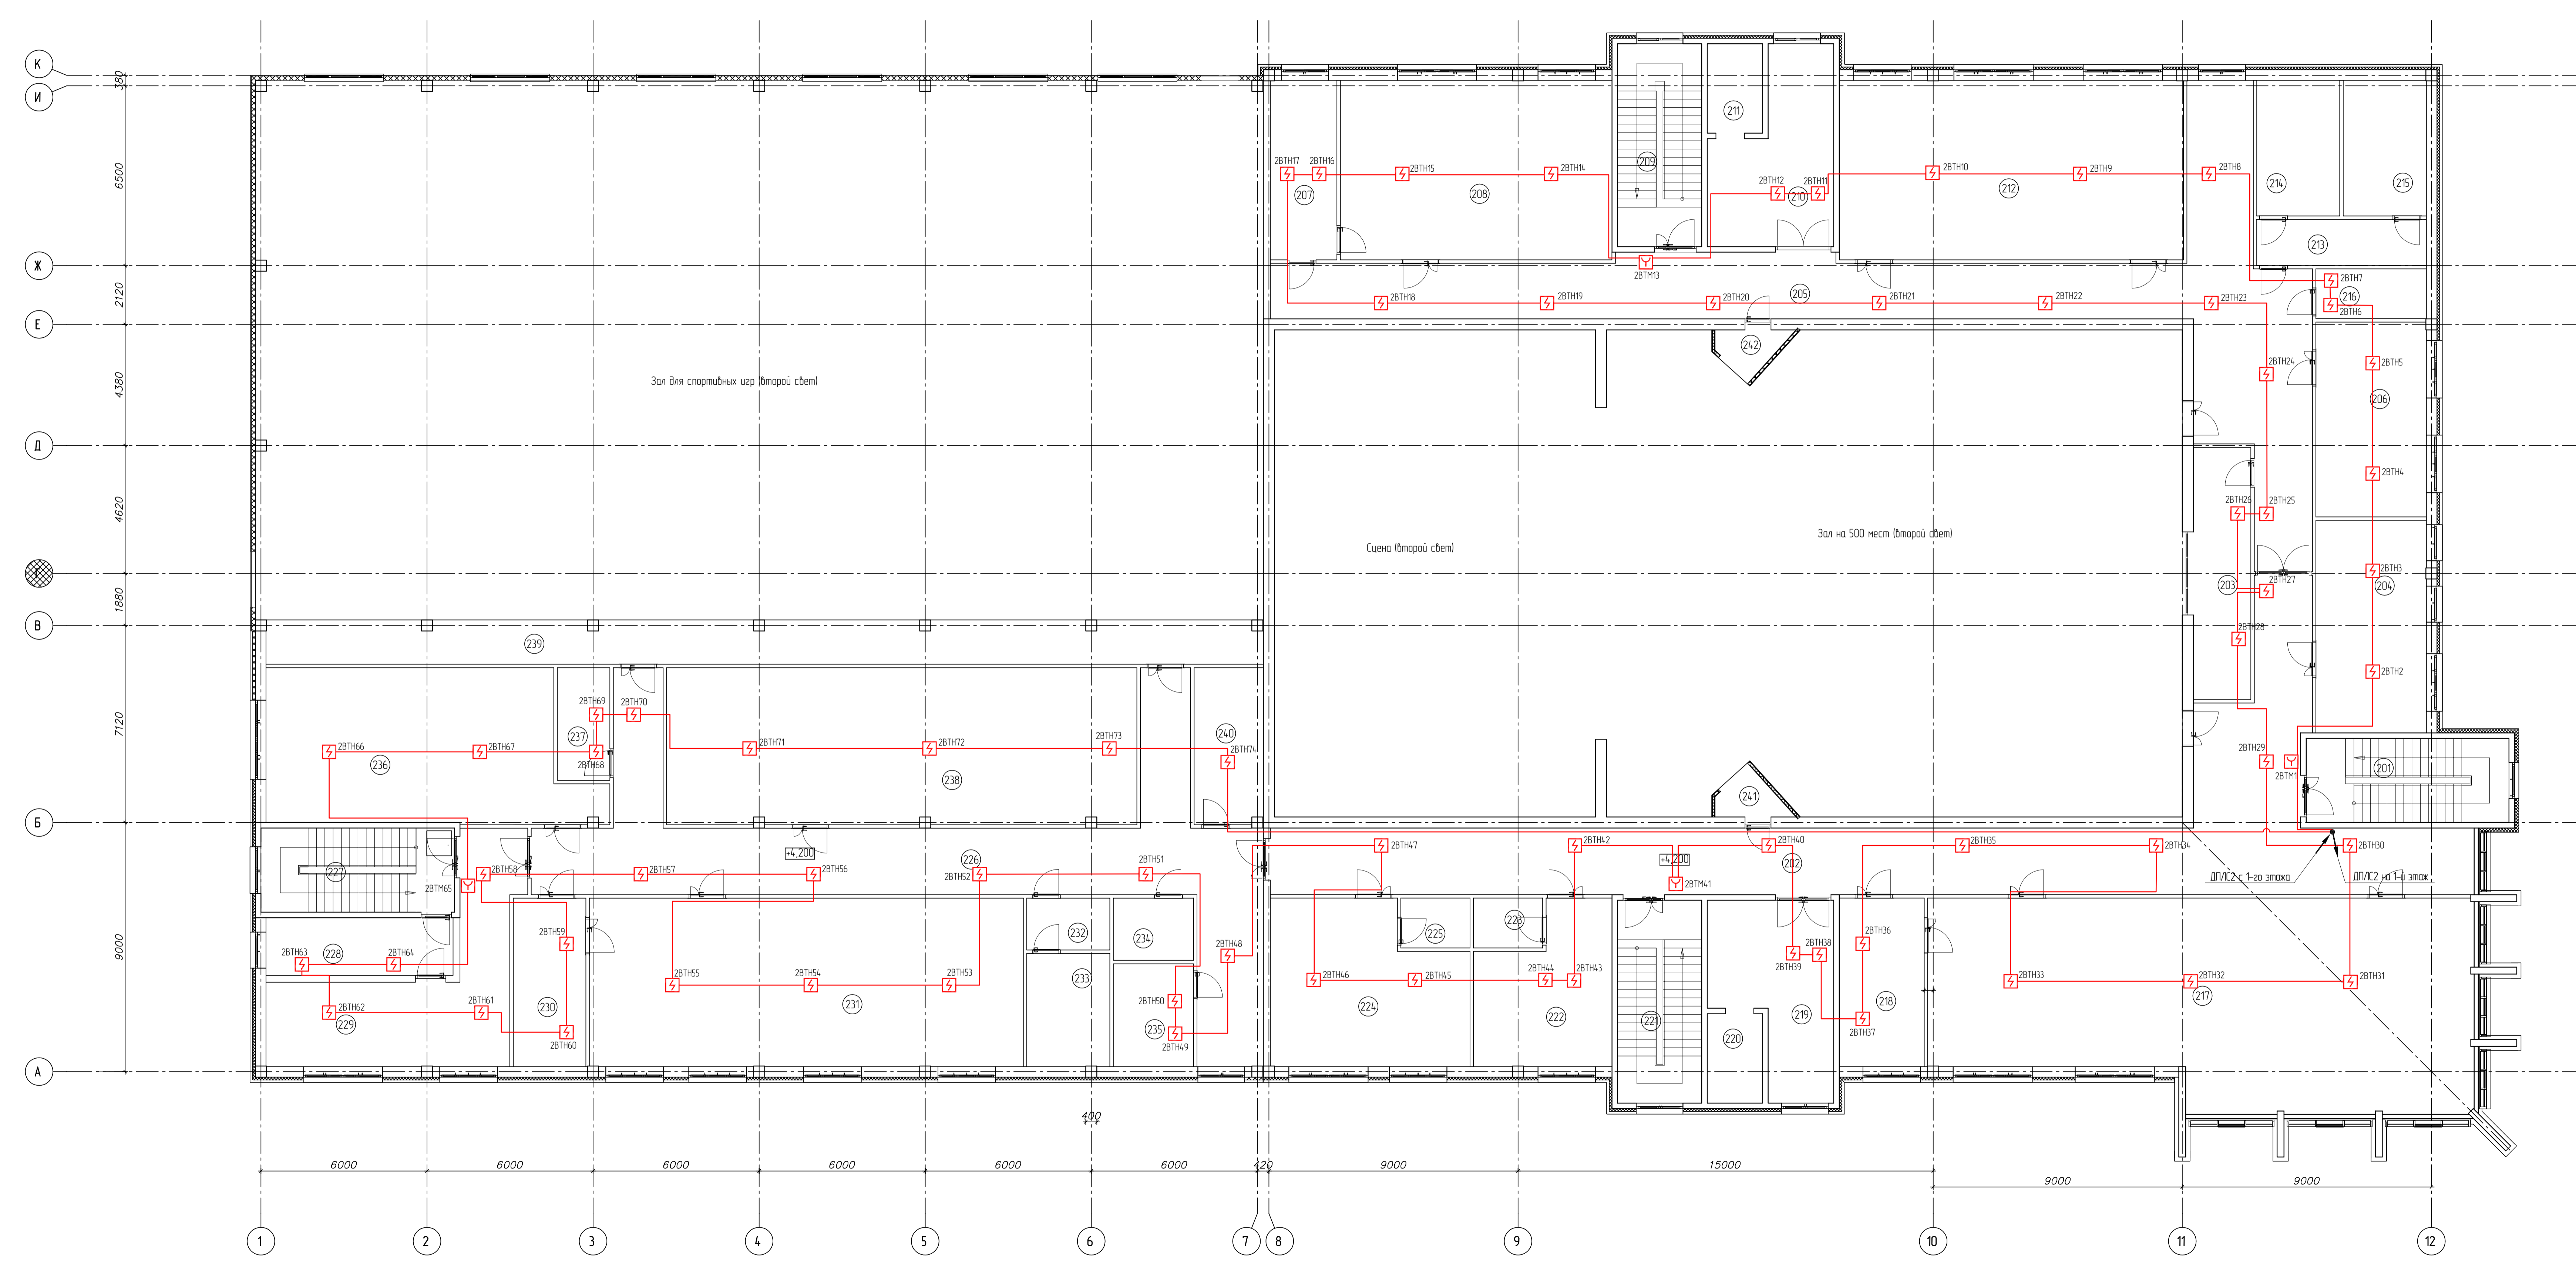 К
И
Ж
Е
Д
Г
В
Б
А
380
6500
2120
4380
4620
1880
7120
9000
211
209
2ВТН17
2ВТН16
2ВТН15
2ВТН14
2ВТН12
2ВТН11
2ВТН10
2ВТН9
2ВТН8
207
208
210
212
214
215
213
2ВТМ13
2ВТН7
216
2ВТН6
2ВТН18
2ВТН19
2ВТН20
205
2ВТН21
2ВТН22
2ВТН23
242
2ВТН24
2ВТН5
206
Зал для спортивных игр (второй свет)
2ВТН4
2ВТН26
2ВТН25
Зал на 500 мест (второй свет)
Сцена (второй свет)
2ВТН3
203
2ВТН27
204
2ВТН28
2ВТН2
239
2ВТН69
2ВТН70
237
240
2ВТН66
2ВТН67
2ВТН68
236
2ВТН71
2ВТН72
2ВТН73
2ВТН74
238
2ВТН29
2ВТМ1
201
241
+4,200
226
2ВТН47
2ВТН42
+4,200
2ВТН40
202
2ВТН35
2ВТН34
2ВТН30
227
2ВТМ65
2ВТН58
2ВТН57
2ВТН56
2ВТН52
2ВТН51
2ВТМ41
ДПЛС2 с 1-го этажа
ДПЛС2 на 1-й этаж
2ВТН59
232
234
225
223
2ВТН48
2ВТН38
2ВТН39
2ВТН36
2ВТН63
228
2ВТН64
2ВТН55
2ВТН54
2ВТН53
233
2ВТН46
2ВТН45
2ВТН44
2ВТН43
2ВТН33
2ВТН32
2ВТН31
217
2ВТН62
229
2ВТН61
230
2ВТН60
231
2ВТН50
235
2ВТН49
224
222
221
220
219
218
2ВТН37
400
6000
6000
6000
6000
6000
6000
420
9000
15000
9000
9000
1
2
3
4
5
6
7
8
9
10
11
12